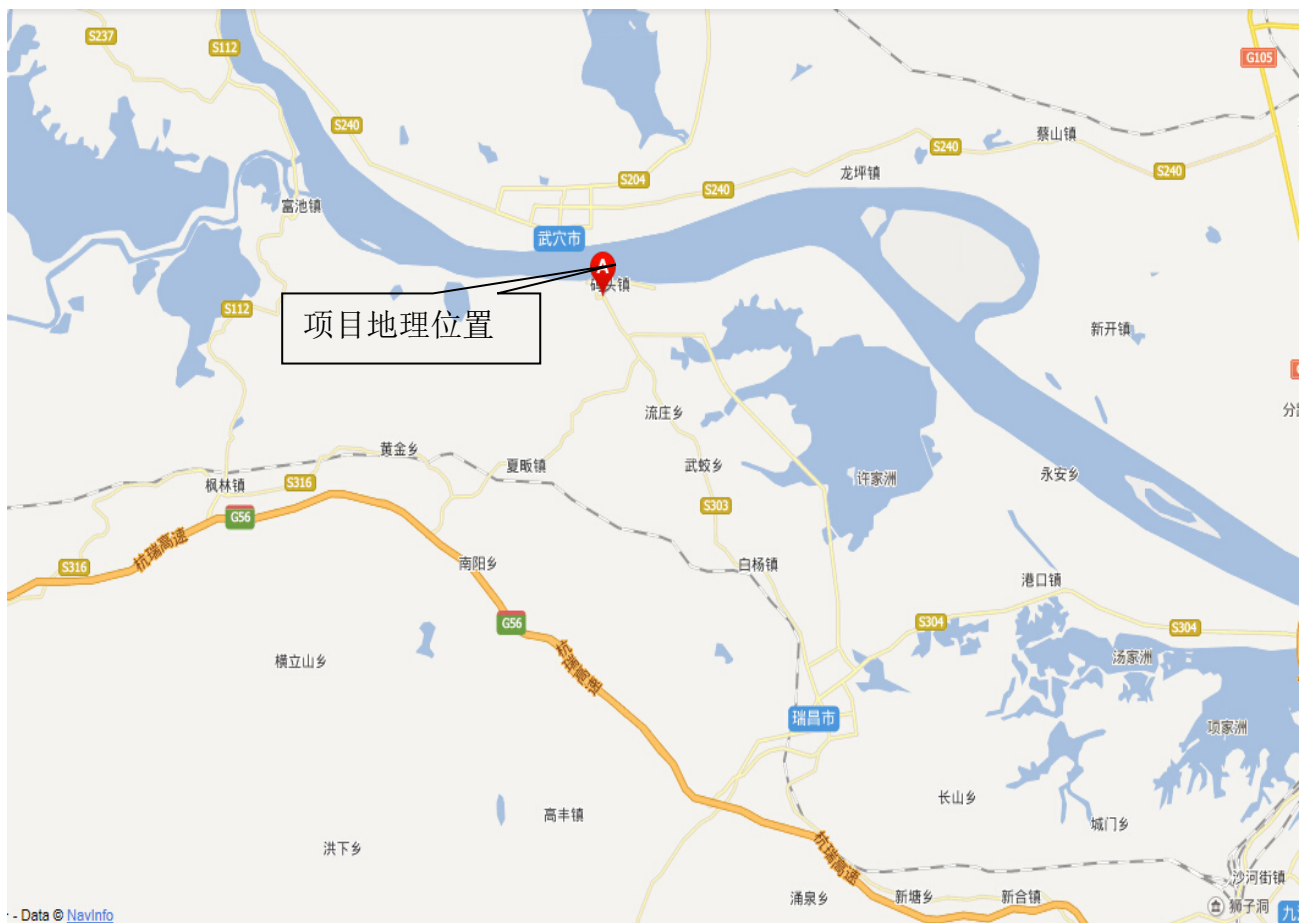 S237
S112
G105
S240
蔡山镇
S240
S240
龙坪镇
S204
S240
富池镇
武穴市
A
码头镇
S112
项目地理位置
新开镇
流庄乡
黄金乡
夏畈镇
武蛟乡
许家洲
永安乡
枫林镇
S316
S303
G56
杭瑞高速
S316
南阳乡
白杨镇
港口镇
G56
S304
S304
杭瑞高速
横立山乡
汤家洲
瑞昌市
项家洲
长山乡
高丰镇
城门乡
洪下乡
杭瑞高速
沙河街镇
涌泉乡
新塘乡
新合镇
狮子洞
- Data © NavInfo